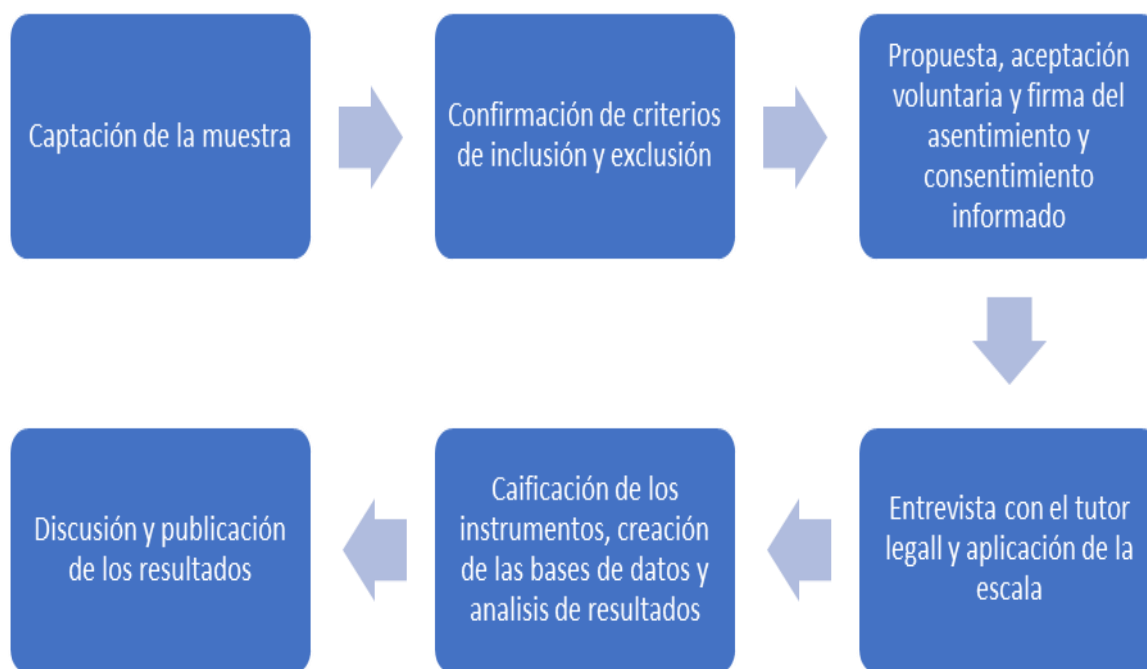 Captación de la muestra
Confirmación de criterios
de inclusión y exclusión
Propuesta, aceptación
voluntaria y firma del
asentimiento y
consentimiento
informado
Entrevista con el tutor
legall y aplicación de la
escala
Caificación de los
instrumentos, creación
de las bases de datos y
analisis de resultados
Discusión y publicación
de los resultados